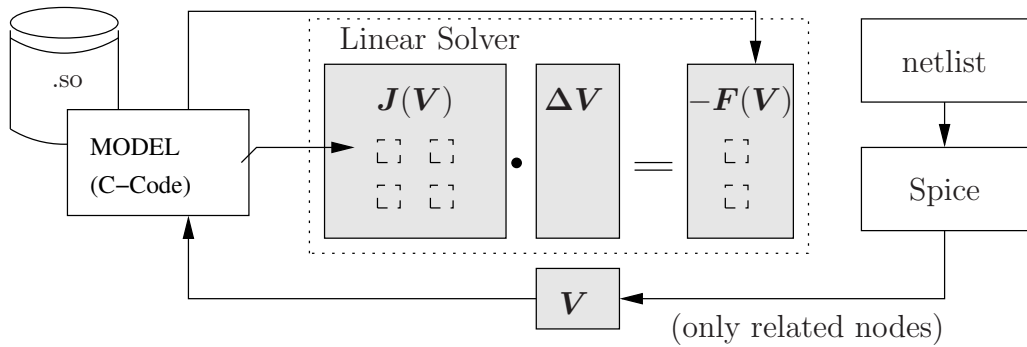 Linear Solver
.so
J(V)
ΔV
−F(V)
netlist
MODEL
(C−Code)
•
=
Spice
V
(only related nodes)